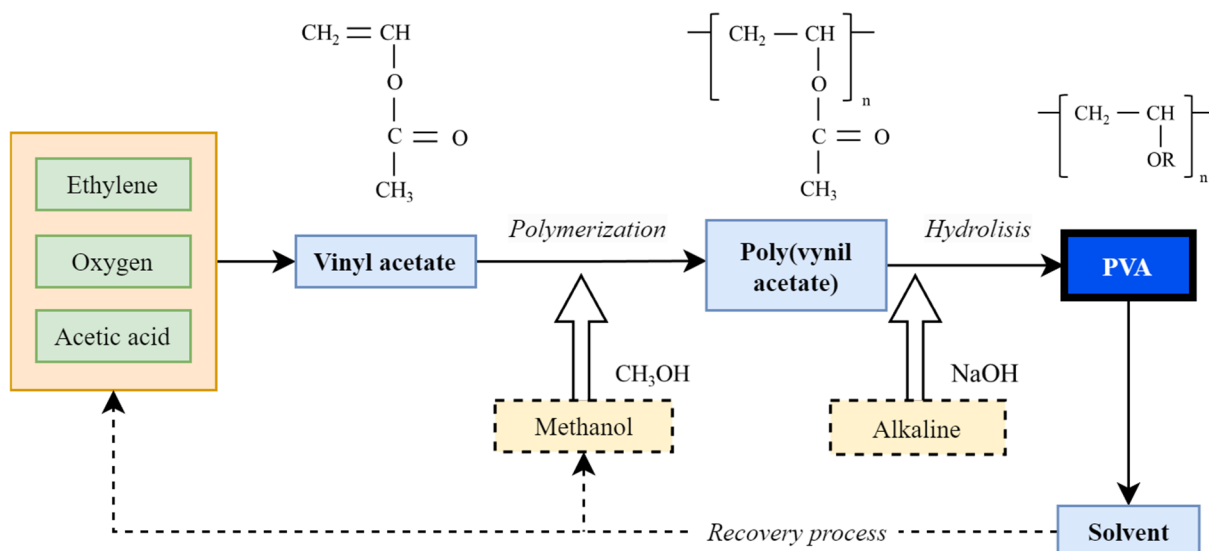 CH₂ = CH
O
C = O
CH₃
CH₂ — CH
O
n
C = O
CH₃
CH₂ — CH
OR
n
Ethylene
Oxygen
Acetic acid
Vinyl acetate
Polymerization
Poly(vynil
acetate)
Hydrolisis
PVA
CH₃OH
Methanol
NaOH
Alkaline
Recovery process
Solvent